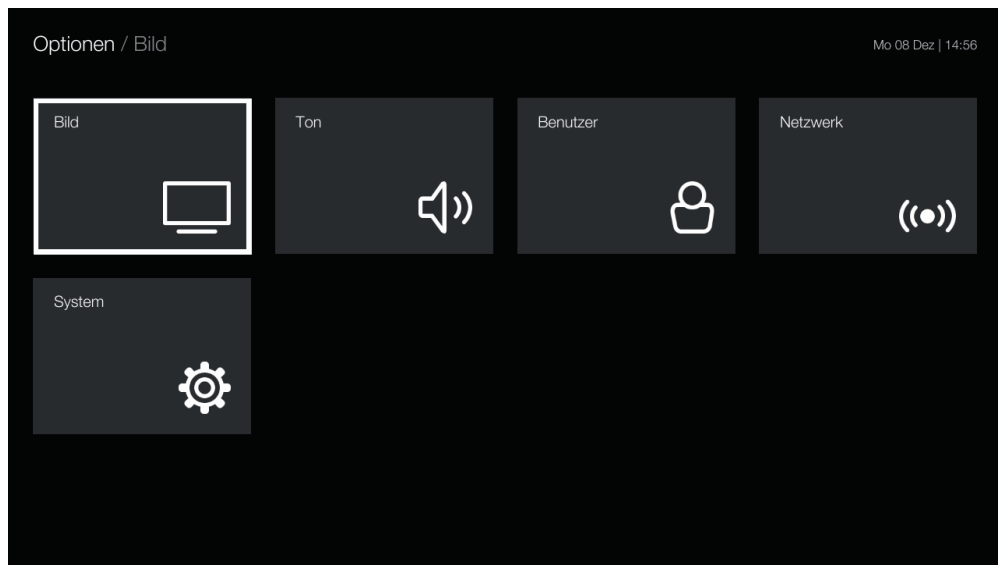 Optionen / Bild
Mo 08 Dez | 14:56
Bild
Ton
Benutzer
Netzwerk
System